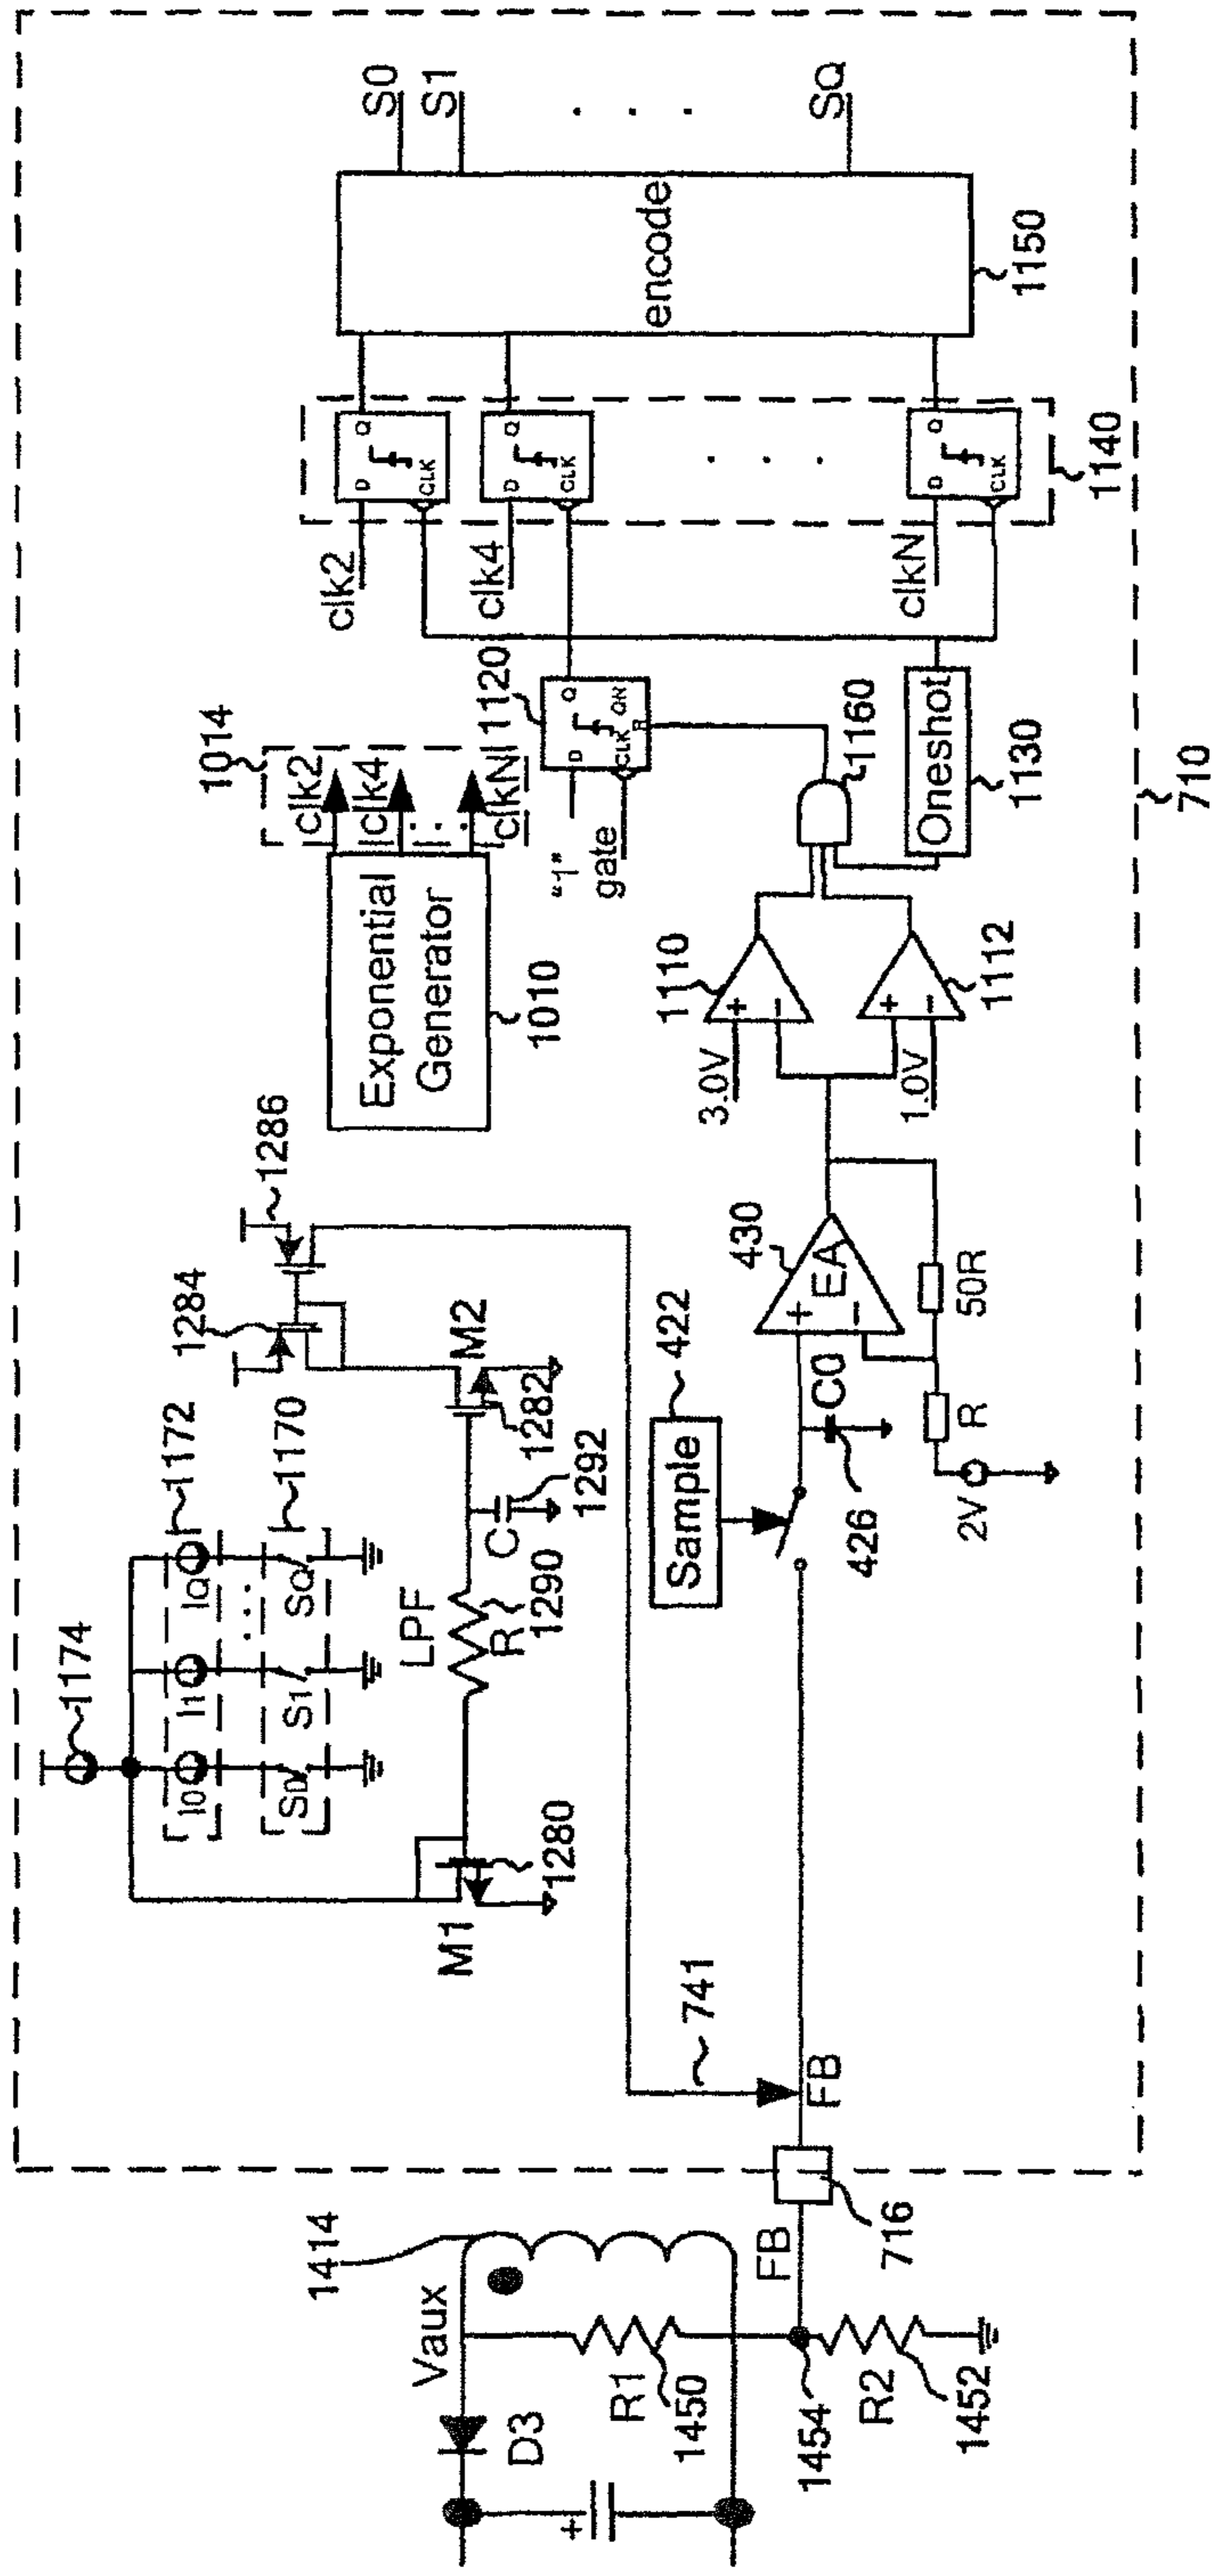 1414
Vaux
D3
+
R1
1450
FB
716
1454
R2
1452
1174
1172
I0
I1
IQ
. . .
1170
S0
S1
SQ
M1
1280
LPF
R
1290
C
1292
M2
1282
1284
1286
741
FB
Sample
422
426
C0
430
+
EA
−
50R
R
2V
3.0V
1.0V
+
−
1110
+
−
1112
1160
Oneshot
1130
Exponential
Generator
1010
1014
clk2
clk4
. . .
clkN
"1"
gate
1120
D
Q
CLK
QN
R
clk2
D
Q
CLK
clk4
D
Q
CLK
. . .
clkN
D
Q
CLK
1140
encode
1150
S0
S1
. . .
SQ
710